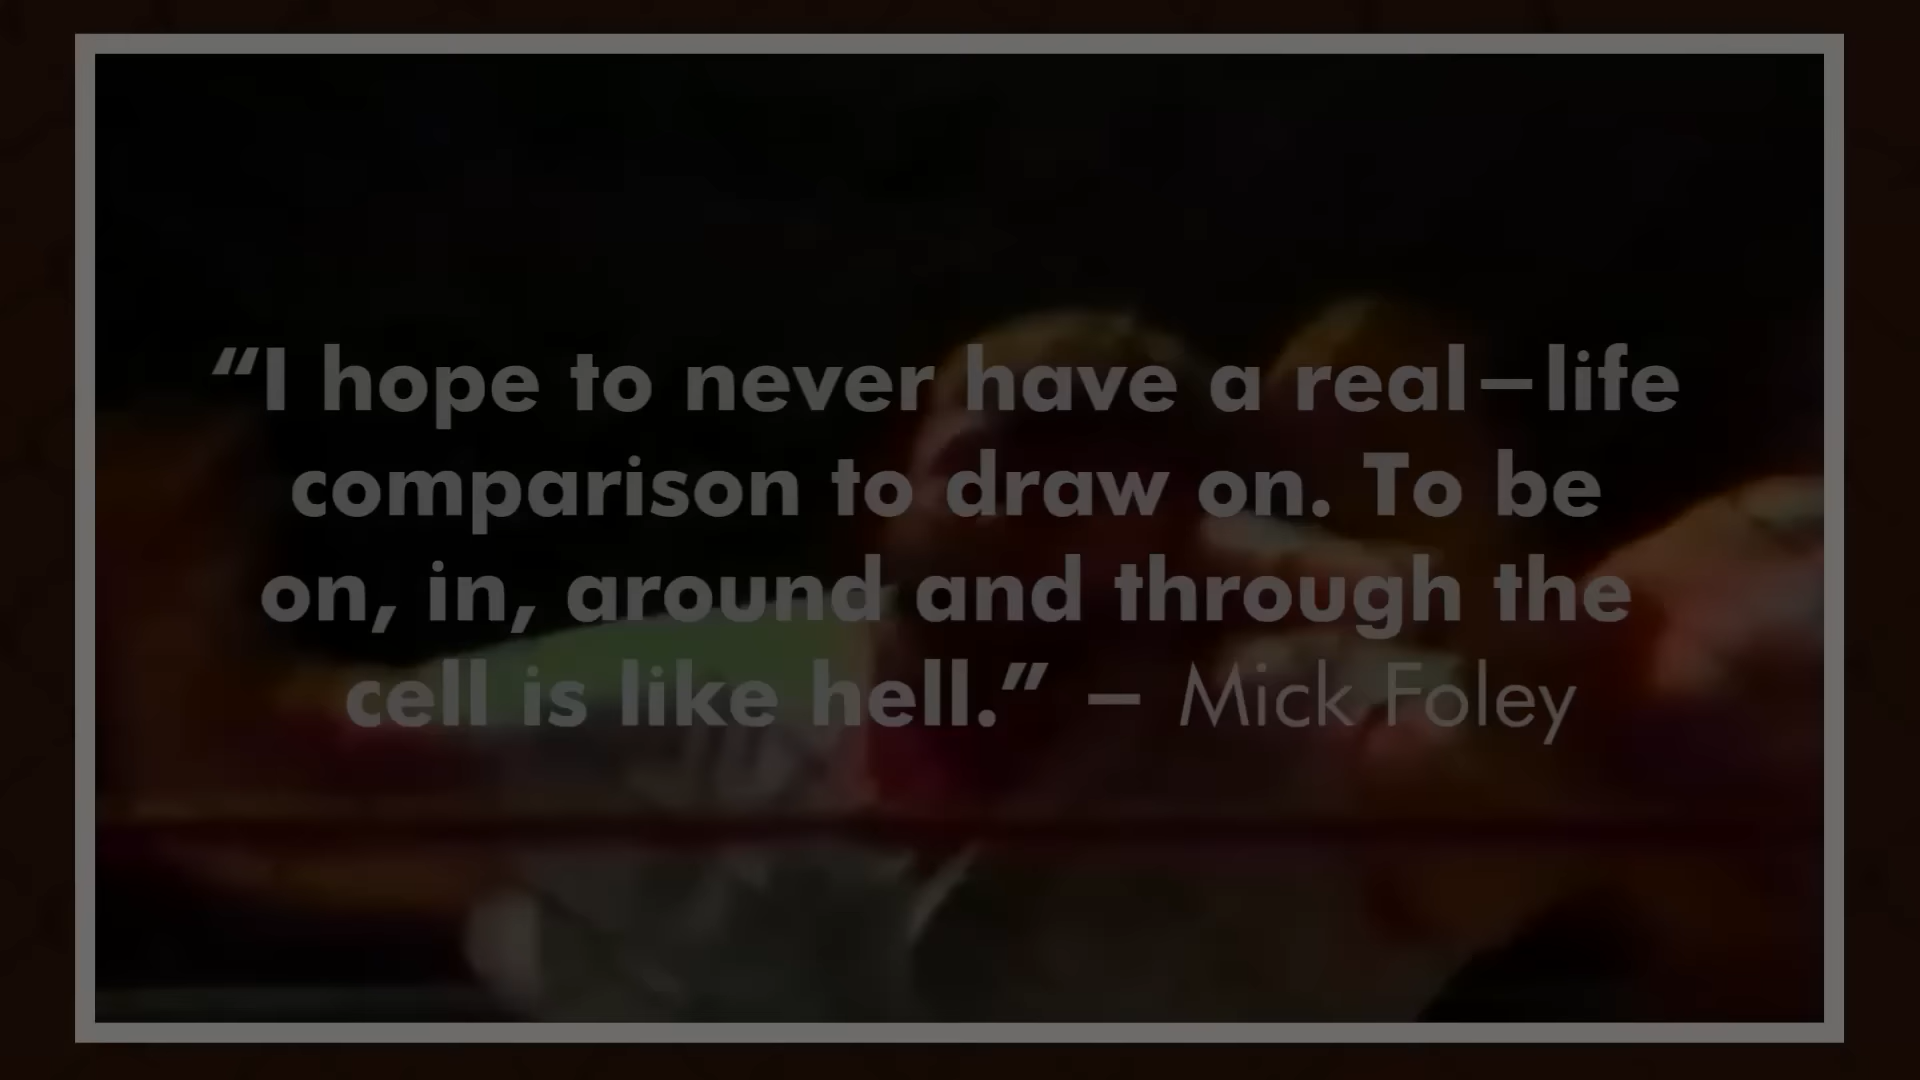 “I hope to never have a real–life
comparison to draw on. To be
on, in, around and through the
cell is like hell.” – Mick Foley